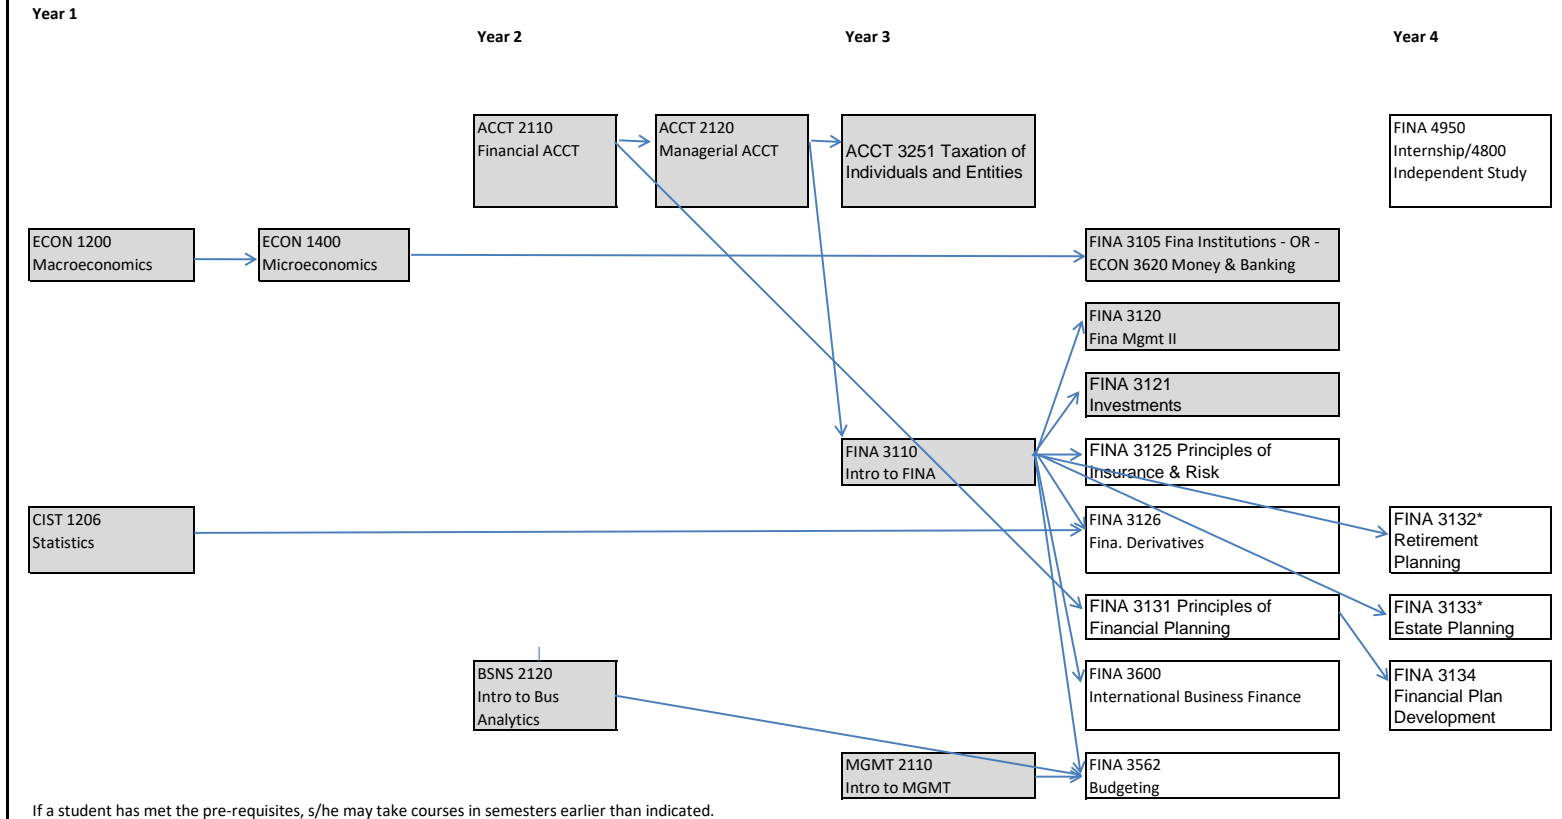 Year 1
Year 2
Year 3
Year 4
ACCT 2110
Financial ACCT
ACCT 2120
Managerial ACCT
ACCT 3251 Taxation of
Individuals and Entities
FINA 4950
Internship/4800
Independent Study
ECON 1200
Macroeconomics
ECON 1400
Microeconomics
FINA 3105 Fina Institutions - OR -
ECON 3620 Money & Banking
FINA 3120
Fina Mgmt II
FINA 3121
Investments
FINA 3110
Intro to FINA
FINA 3125 Principles of
Insurance & Risk
CIST 1206
Statistics
FINA 3126
Fina. Derivatives
FINA 3132*
Retirement
Planning
FINA 3131 Principles of
Financial Planning
FINA 3133*
Estate Planning
BSNS 2120
Intro to Bus
Analytics
FINA 3600
International Business Finance
FINA 3134
Financial Plan
Development
MGMT 2110
Intro to MGMT
FINA 3562
Budgeting
If a student has met the pre-requisites, s/he may take courses in semesters earlier than indicated.